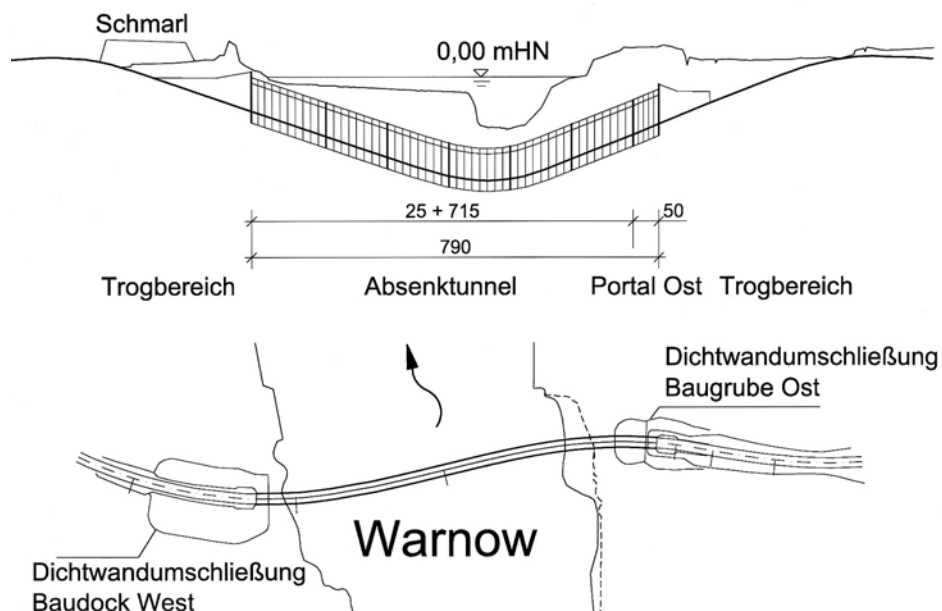 Schmarl
0,00 mHN
25 + 715
50
790
Trogbereich
Absenktunnel
Portal Ost
Trogbereich
Dichtwandumschließung
Baugrube Ost
Warnow
Dichtwandumschließung
Baudock West